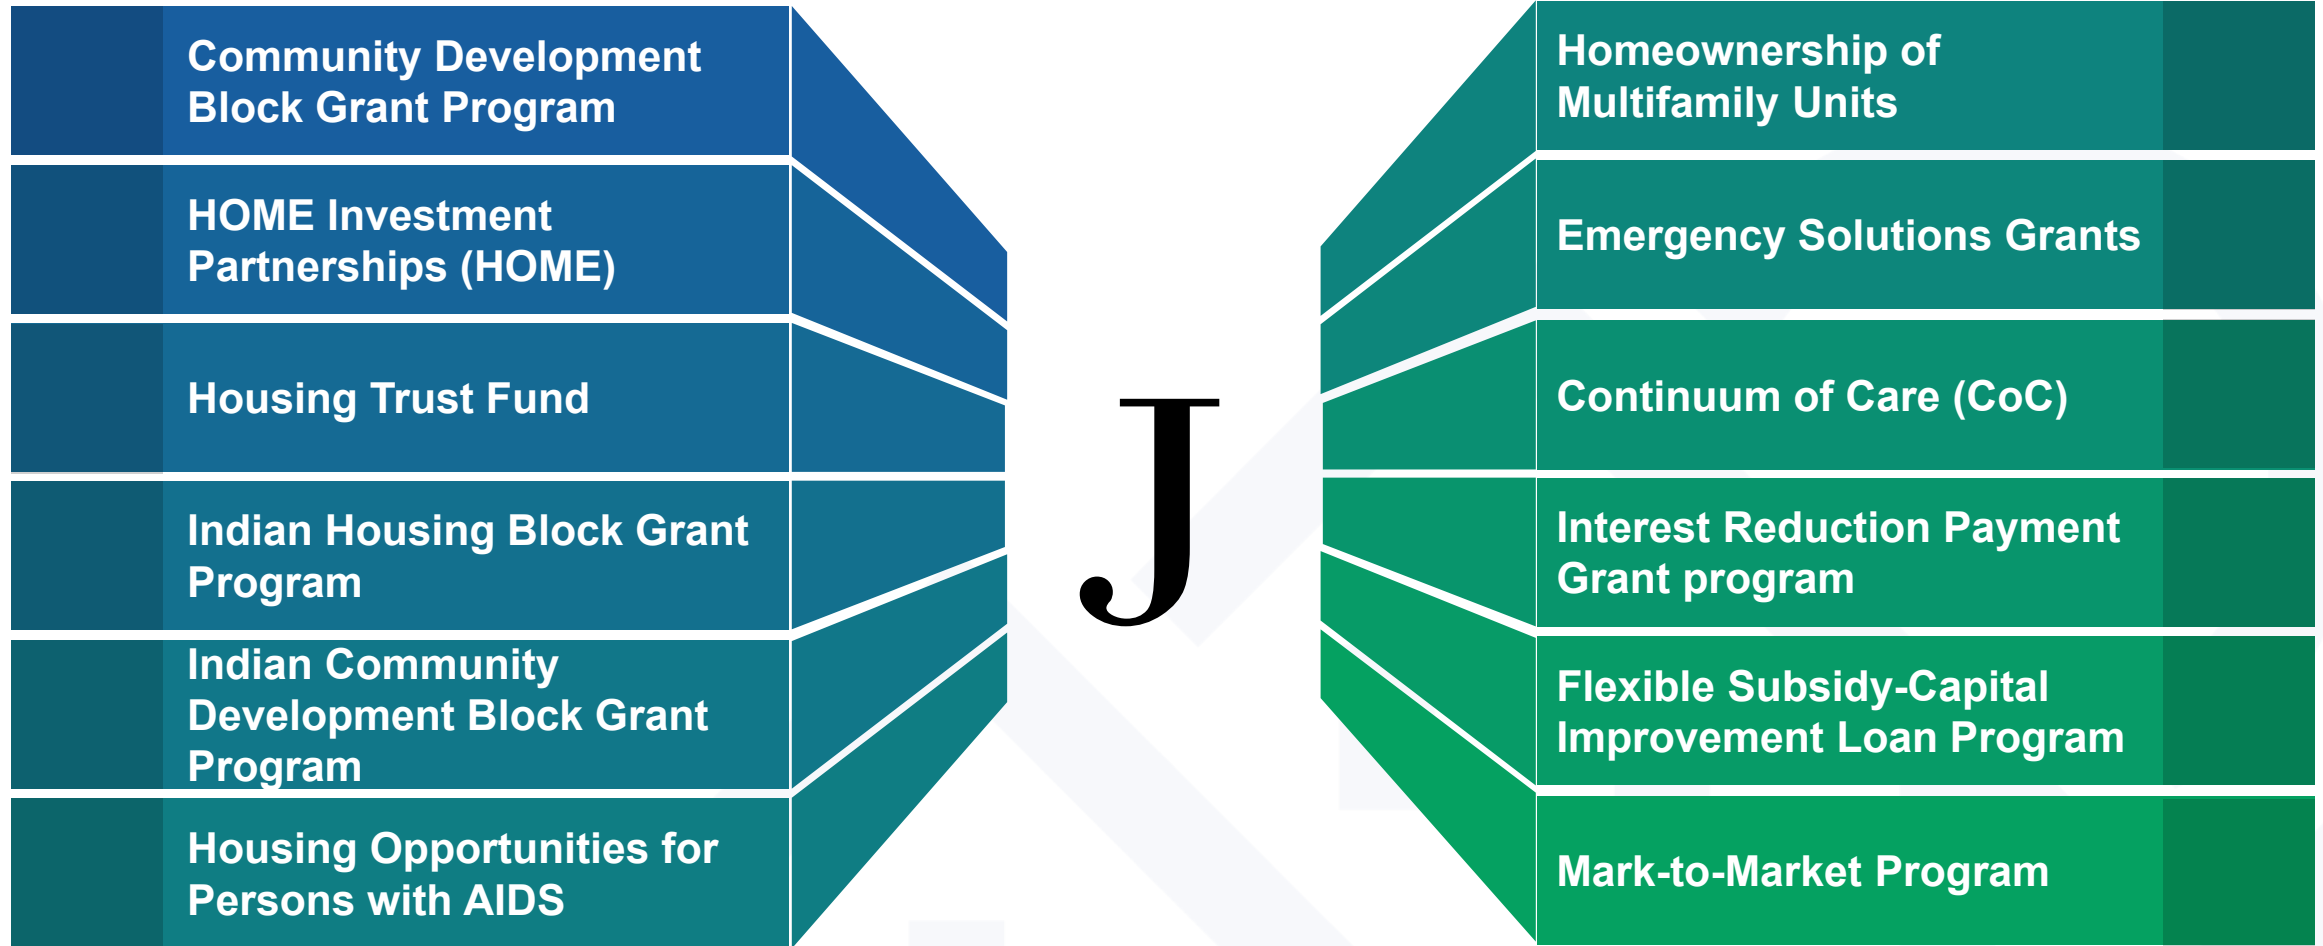 Community Development
Block Grant Program
HOME Investment
Partnerships (HOME)
Housing Trust Fund
Indian Housing Block Grant
Program
Indian Community
Development Block Grant
Program
Housing Opportunities for
Persons with AIDS
J
Homeownership of
Multifamily Units
Emergency Solutions Grants
Continuum of Care (CoC)
Interest Reduction Payment
Grant program
Flexible Subsidy-Capital
Improvement Loan Program
Mark-to-Market Program